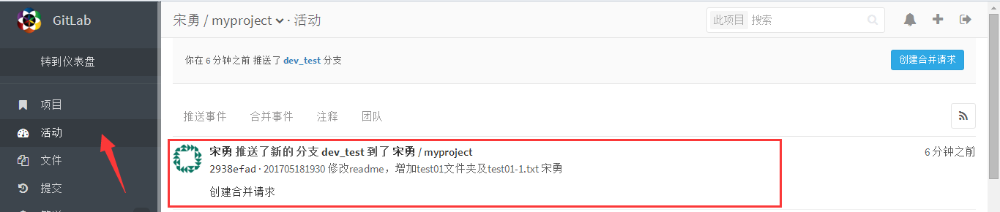 GitLab
转到仪表盘
项目
活动
文件
提交
宋勇 / myproject · 活动
此项目 搜索
你在 6 分钟之前 推送了 dev_test 分支
创建合并请求
推送事件 合并事件 注释 团队
宋勇 推送了新的 分支 dev_test 到了 宋勇 / myproject
6 分钟之前
2938efad · 201705181930 修改readme，增加test01文件夹及test01-1.txt 宋勇
创建合并请求